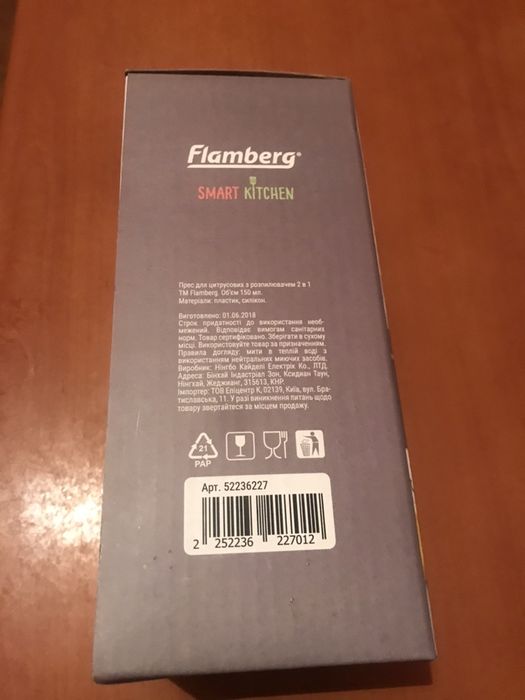 Flamberg®
SMART KITCHEN
Прес для цитрусових з розпилювачем 2 в 1
ТМ Flamberg. Об'єм 150 мл.
Матеріали: пластик, силікон.
Виготовлено: 01.06.2018
Строк придатності до використання необ-
межений. Відповідає вимогам санітарних
норм. Товар сертифіковано. Зберігати в сухому
місці. Використовуйте товар за призначенням.
Правила догляду: мити в теплій воді з
використанням нейтральних миючих засобів.
Виробник: Нінгбо Кейделі Електрік Ко., ЛТД.
Адреса: Бінхай Індастріал Зон, Ксидиан Таун,
Нінгхай, Жеджианг, 315613, КНР.
Імпортер: ТОВ Епіцентр К, 02139, Київ, вул. Бра-
тиславська, 11. У разі виникнення питань щодо
товару звертайтеся за місцем продажу.
21
PAP
Арт. 52236227
2 252236 227012